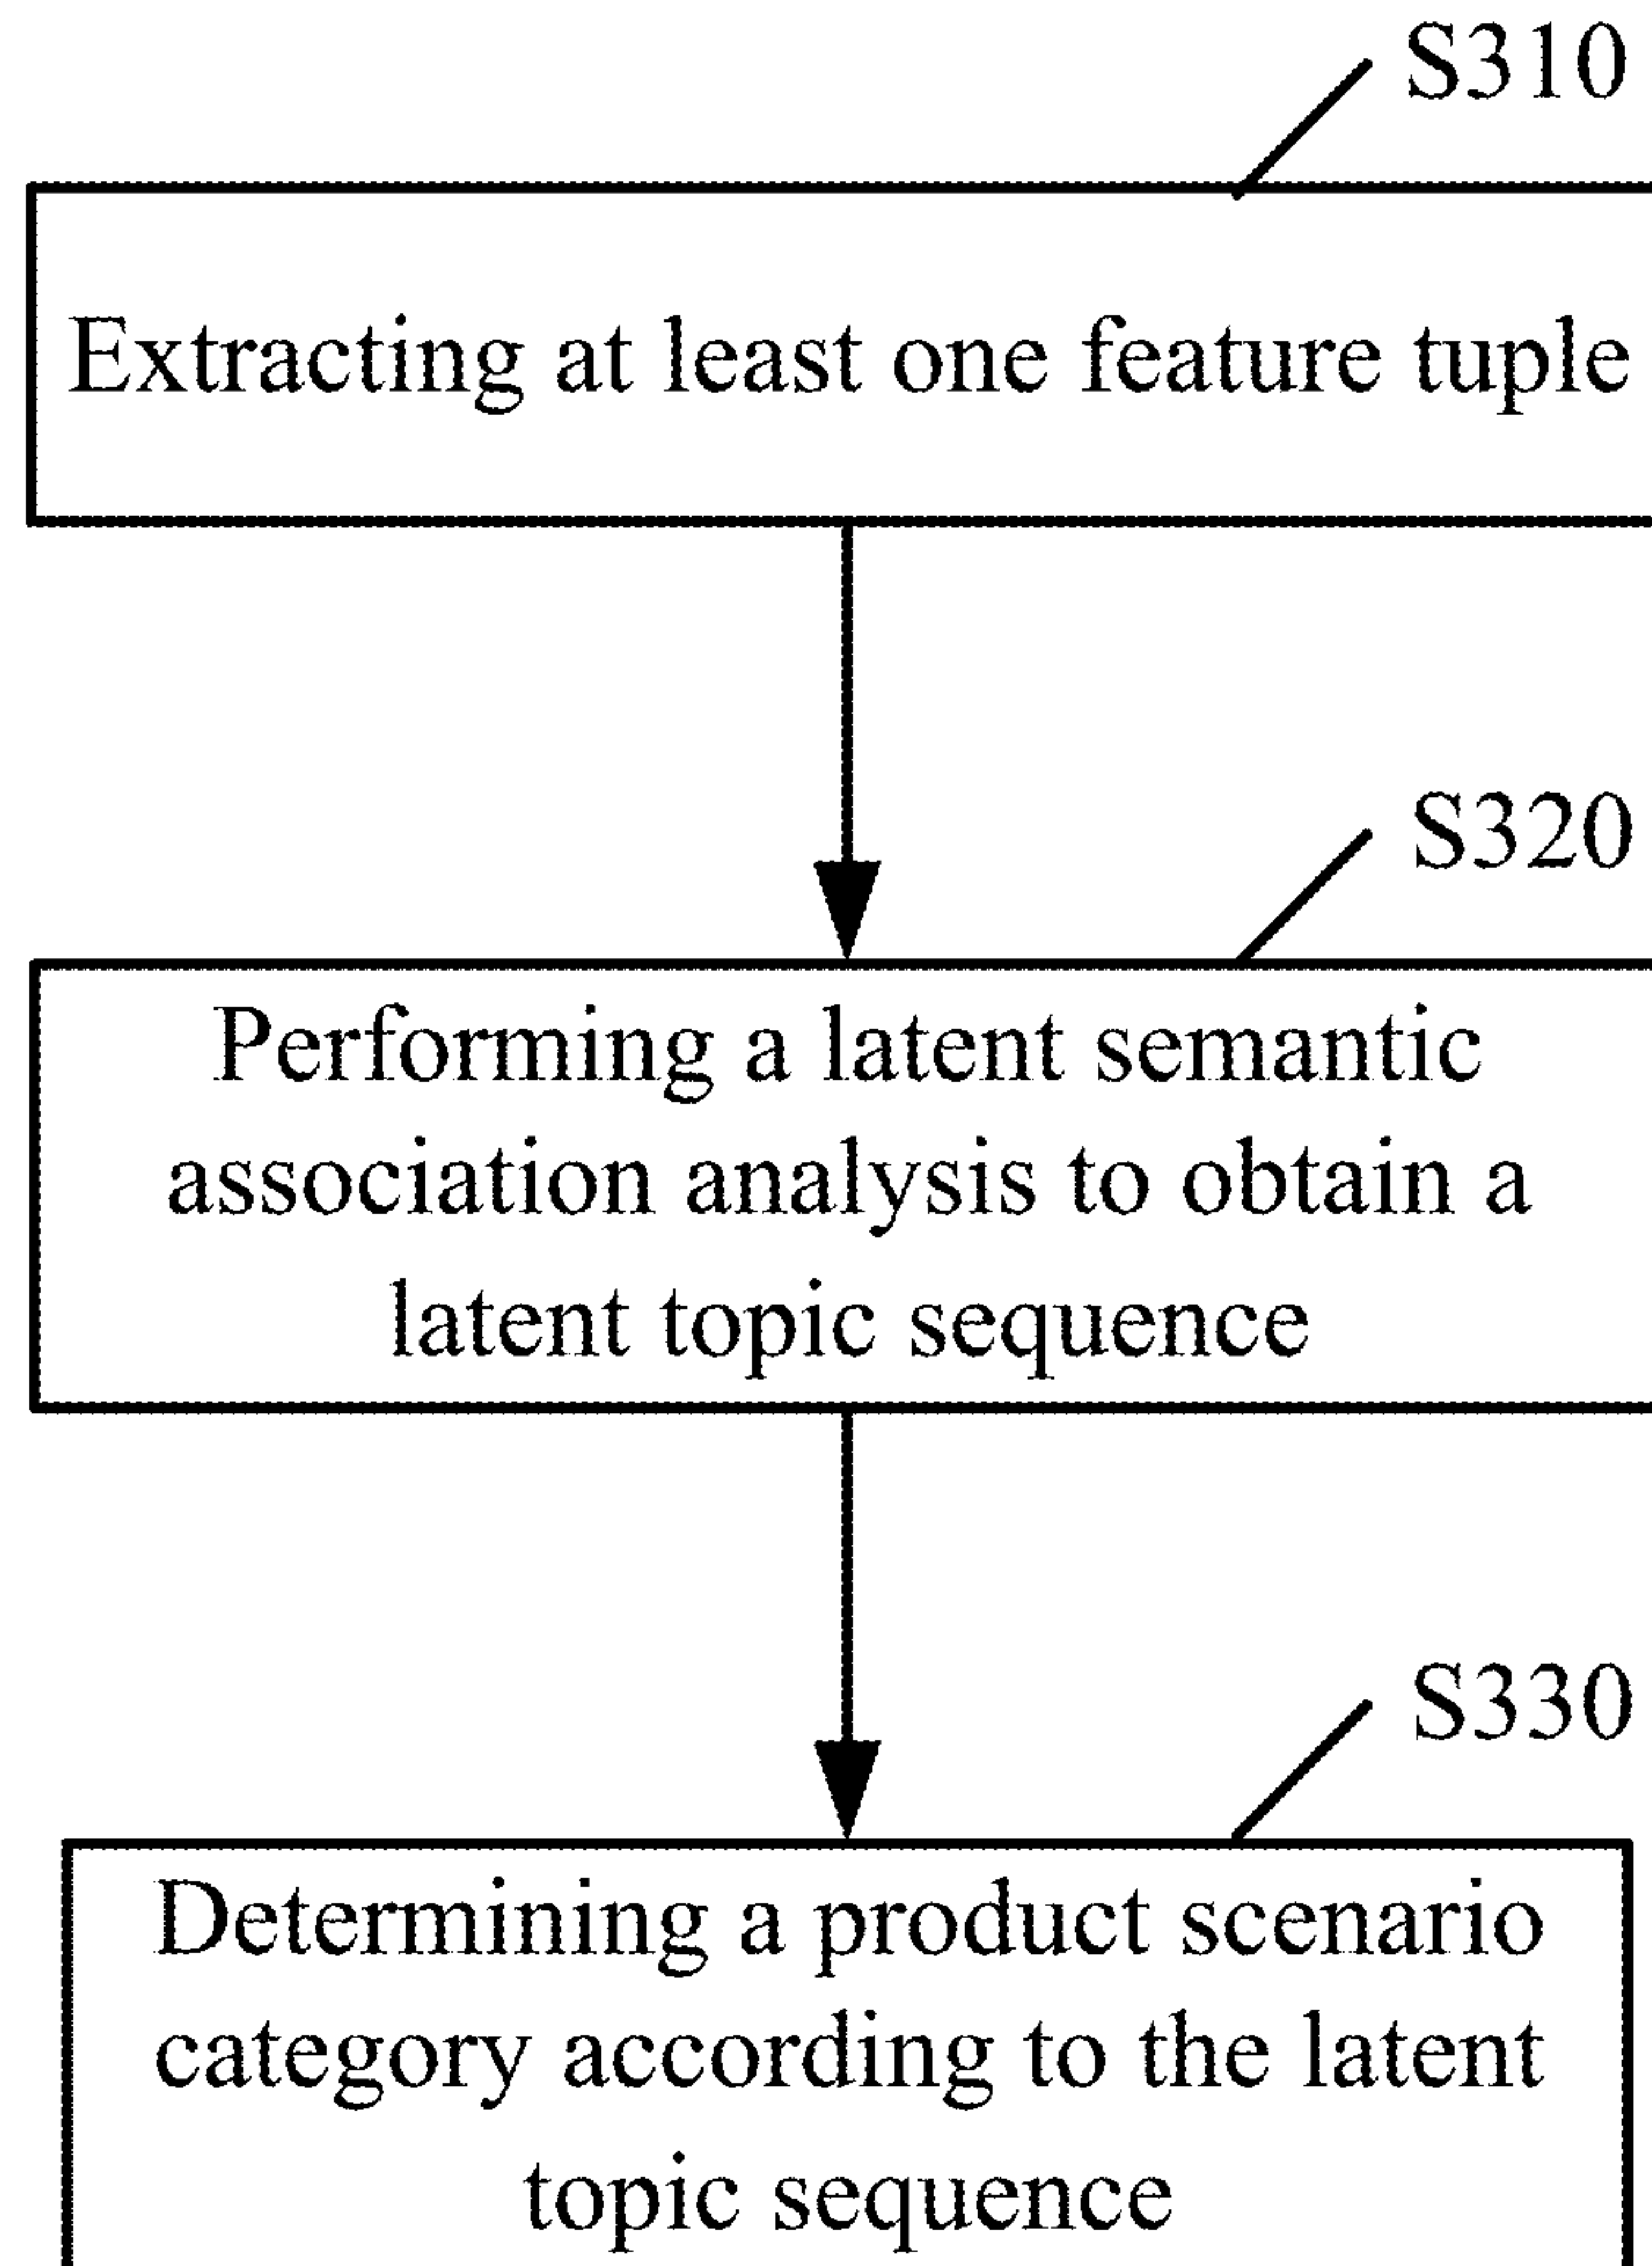 S310
Extracting at least one feature tuple
S320
Performing a latent semantic
association analysis to obtain a
latent topic sequence
S330
Determining a product scenario
category according to the latent
topic sequence